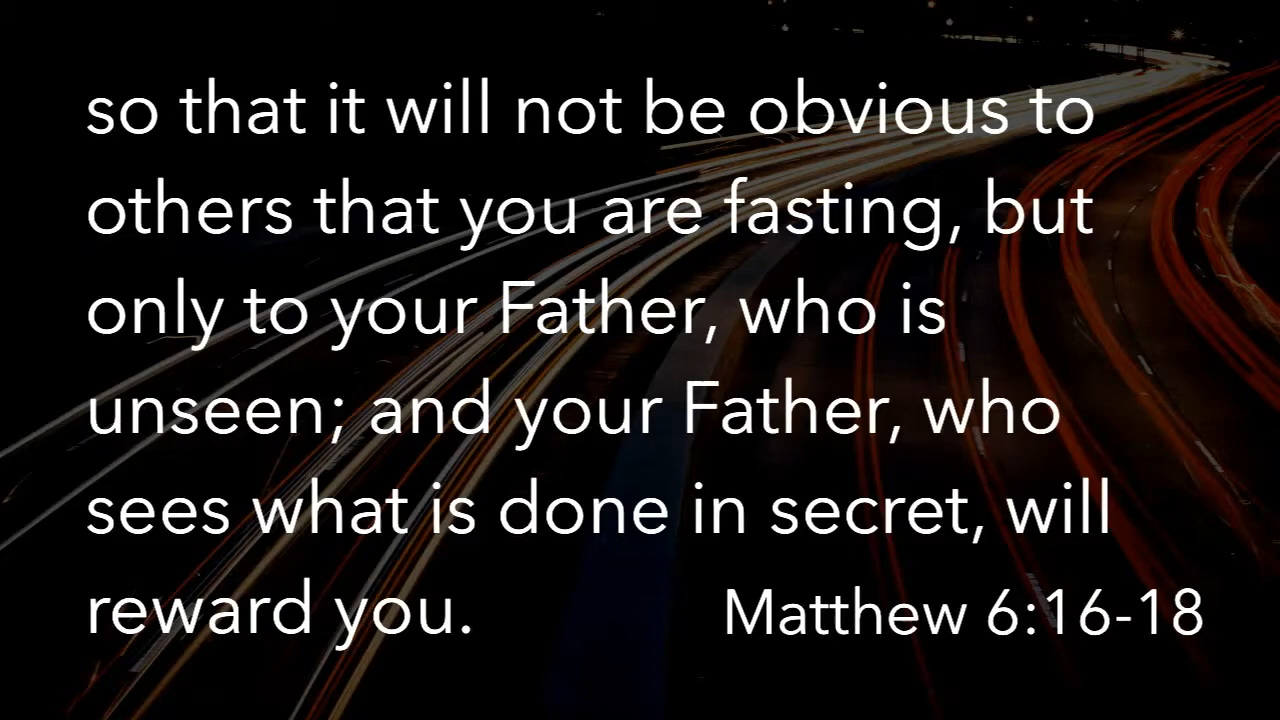 so that it will not be obvious to
others that you are fasting, but
only to your Father, who is
unseen; and your Father, who
sees what is done in secret, will
reward you.
Matthew 6:16-18